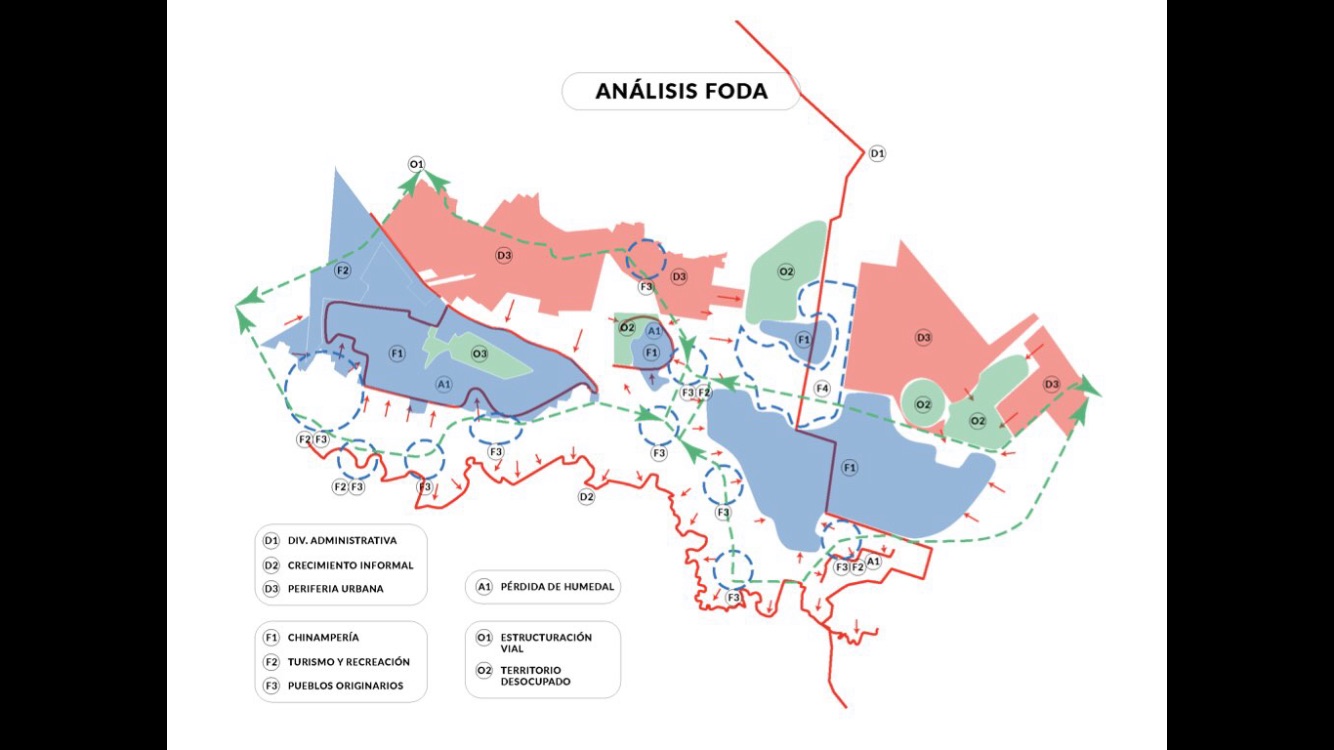 ANÁLISIS FODA
D1
O1
D3
F2
D3
F3
O2
O2
A1
F1
F1
D3
F1
O3
A1
F3 F2
F4
O2
D3
O2
F2 F3
F3
F3
F1
F2 F3
F3
D2
F3
F3 F2 A1
F3
D1 DIV. ADMINISTRATIVA
D2 CRECIMIENTO INFORMAL
D3 PERIFERIA URBANA
F1 CHINAMPERÍA
F2 TURISMO Y RECREACIÓN
F3 PUEBLOS ORIGINARIOS
A1 PÉRDIDA DE HUMEDAL
O1 ESTRUCTURACIÓN
VIAL
O2 TERRITORIO
DESOCUPADO